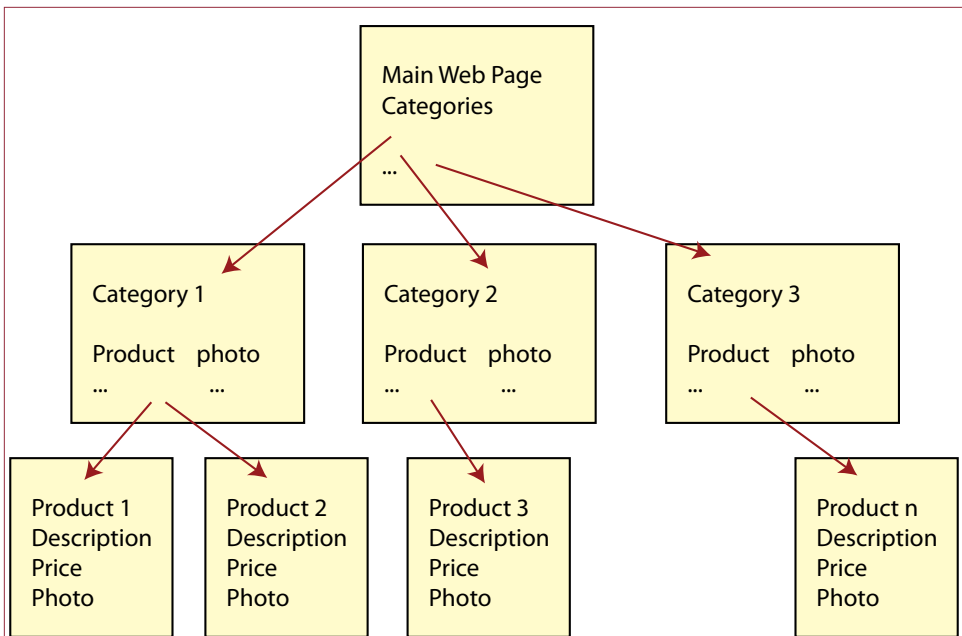 Main Web Page
Categories
...
Category 1
Product photo
... ...
Category 2
Product photo
... ...
Category 3
Product photo
... ...
Product 1
Description
Price
Photo
Product 2
Description
Price
Photo
Product 3
Description
Price
Photo
Product n
Description
Price
Photo